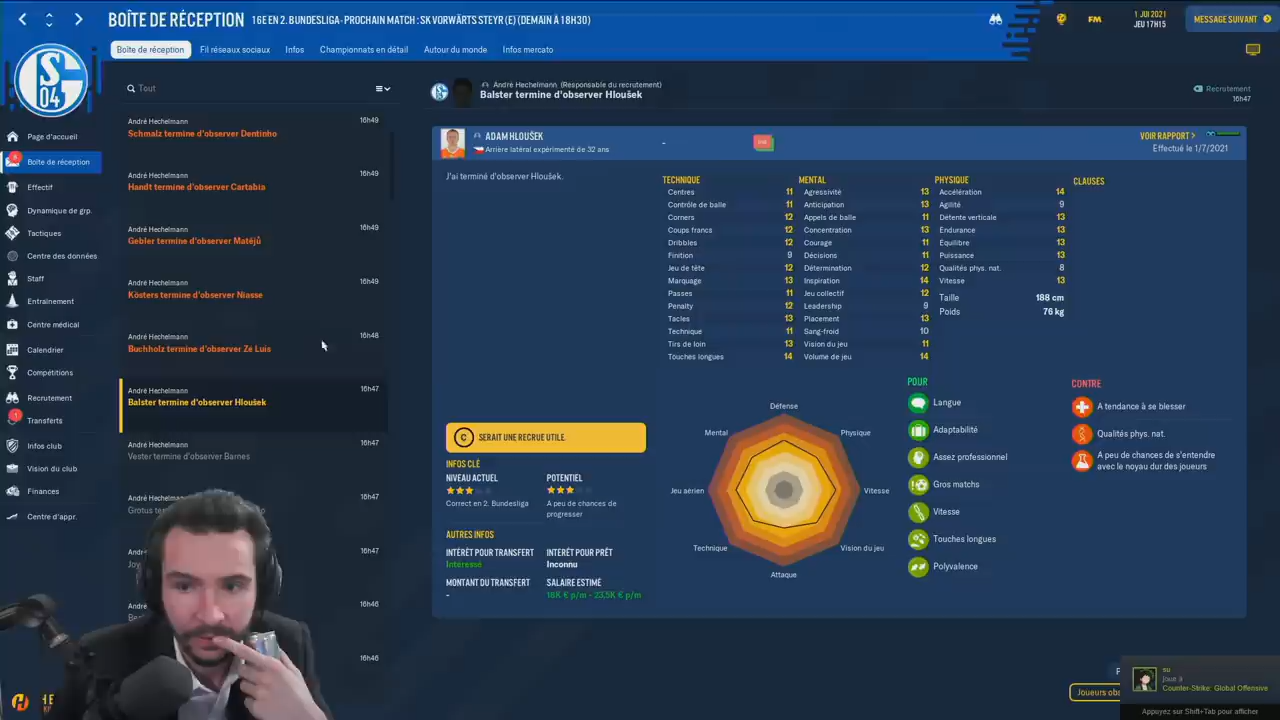 BOÎTE DE RÉCEPTION
16E EN 2. BUNDESLIGA- PROCHAIN MATCH : SK VORWÄRTS STEYR (E) (DEMAIN À 18H30)
FM
1 JUI 2021
JEU 17H15
MESSAGE SUIVANT
Boîte de réception
Fil réseaux sociaux
Infos
Championnats en détail
Autour du monde
Infos mercato
S
04
Page d'accueil
Boîte de réception
Effectif
Dynamique de grp.
Tactiques
Centre des données
Staff
Entraînement
Centre médical
Calendrier
Compétitions
Recrutement
1
Transferts
Infos club
Vision du club
Finances
Centre d'appr.
Tout
André Hechelmann
16h49
Schmalz termine d'observer Dentinho
André Hechelmann
16h49
Handt termine d'observer Cartabia
André Hechelmann
16h49
Gebler termine d'observer Matějů
André Hechelmann
16h49
Kösters termine d'observer Niasse
André Hechelmann
16h48
Buchholz termine d'observer Zé Luis
André Hechelmann
16h47
Balster termine d'observer Hloušek
André Hechelmann
16h47
Vester termine d'observer Barnes
André Hechelmann
16h47
16h47
16h46
16h46
André Hechelmann (Responsable du recrutement)
Balster termine d'observer Hloušek
Recrutement
16h47
ADAM HLOUŠEK
Arrière latéral expérimenté de 32 ans
-
VOIR RAPPORT >
Effectué le 1/7/2021
J'ai terminé d'observer Hloušek.
TECHNIQUE
Centres 11
Contrôle de balle 11
Corners 12
Coups francs 12
Dribbles 12
Finition 9
Jeu de tête 12
Marquage 13
Passes 11
Penalty 12
Tacles 13
Technique 11
Tirs de loin 13
Touches longues 14
MENTAL
Agressivité 13
Anticipation 13
Appels de balle 11
Concentration 13
Courage 11
Décisions 11
Détermination 12
Inspiration 14
Jeu collectif 12
Leadership 9
Placement 13
Sang-froid 10
Vision du jeu 11
Volume de jeu 14
PHYSIQUE
Accélération 14
Agilité 9
Détente verticale 13
Endurance 13
Équilibre 13
Puissance 13
Qualités phys. nat. 8
Vitesse 13
Taille 188 cm
Poids 76 kg
CLAUSES
C SERAIT UNE RECRUE UTILE.
INFOS CLÉ
NIVEAU ACTUEL
Correct en 2. Bundesliga
POTENTIEL
A peu de chances de
progresser
AUTRES INFOS
INTÉRÊT POUR TRANSFERT
Intéressé
INTÉRÊT POUR PRÊT
Inconnu
MONTANT DU TRANSFERT
-
SALAIRE ESTIMÉ
18K € p/m - 23,5K € p/m
Défense
Physique
Vitesse
Vision du jeu
Attaque
Technique
Jeu aérien
Mental
POUR
Langue
Adaptabilité
Assez professionnel
Gros matchs
Vitesse
Touches longues
Polyvalence
CONTRE
A tendance à se blesser
Qualités phys. nat.
A peu de chances de s'entendre
avec le noyau dur des joueurs
Joueurs obs
su
Joue à
Counter-Strike: Global Offensive
Appuyez sur Shift+Tab pour afficher